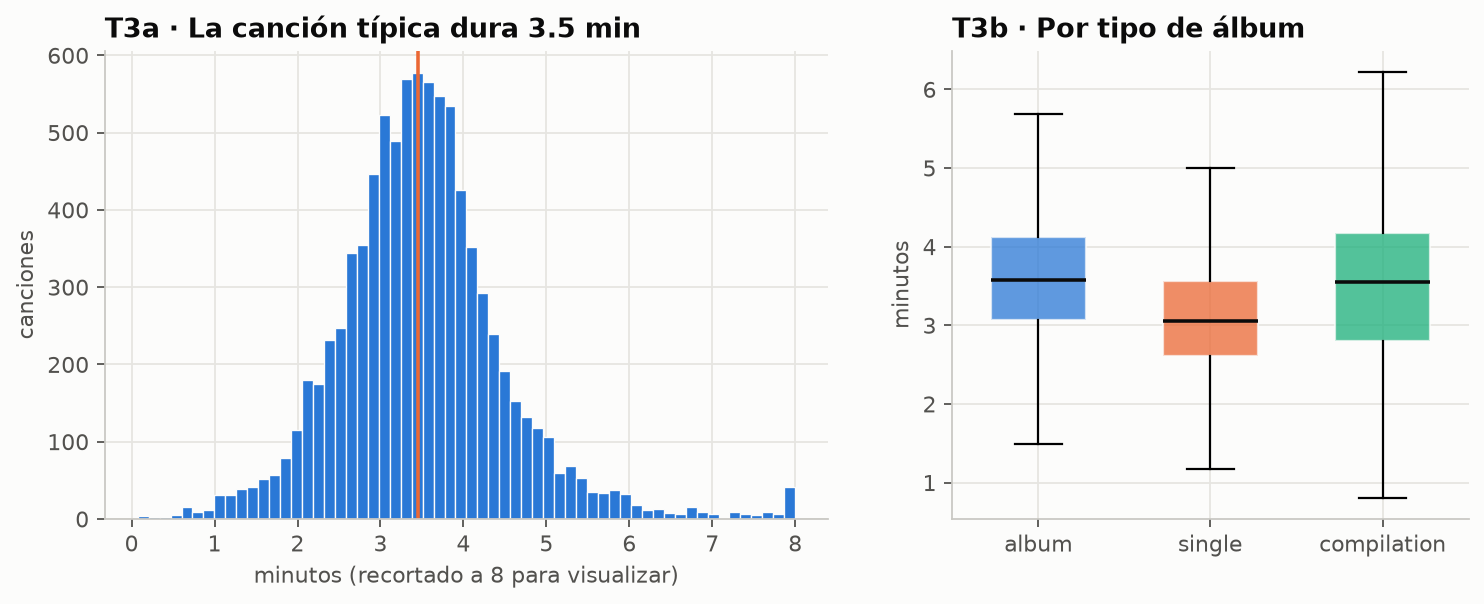 T3a · La canción típica dura 3.5 min
600
500
400
300
200
100
0
canciones
0 1 2 3 4 5 6 7 8
minutos (recortado a 8 para visualizar)
T3b · Por tipo de álbum
6
5
4
3
2
1
minutos
album single compilation